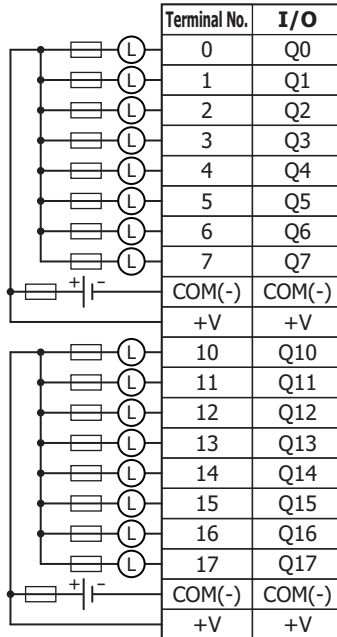 Terminal No. I/O
L 0 Q0
L 1 Q1
L 2 Q2
L 3 Q3
L 4 Q4
L 5 Q5
L 6 Q6
L 7 Q7
+ − COM(-) COM(-)
+V +V
L 10 Q10
L 11 Q11
L 12 Q12
L 13 Q13
L 14 Q14
L 15 Q15
L 16 Q16
L 17 Q17
+ − COM(-) COM(-)
+V +V